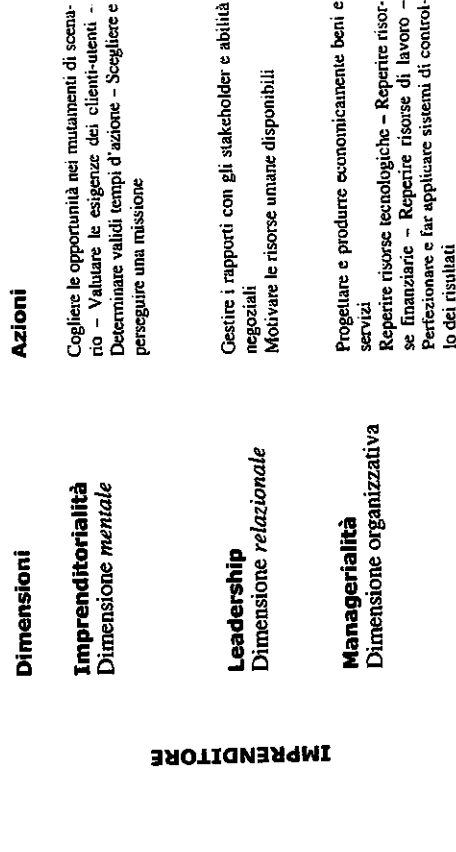 Dimensioni
Azioni
IMPRENDITORE
Imprenditorialità
Dimensione mentale
Cogliere le opportunità nei mutamenti di scena-
rio – Valutare le esigenze dei clienti-utenti –
Determinare validi tempi d'azione – Scegliere e
perseguire una missione
Leadership
Dimensione relazionale
Gestire i rapporti con gli stakeholder e abilità
negoziali
Motivare le risorse umane disponibili
Managerialità
Dimensione organizzativa
Progettare e produrre economicamente beni e
servizi
Reperire risorse tecnologiche – Reperire risor-
se finanziarie – Reperire risorse di lavoro –
Perfezionare e far applicare sistemi di control-
lo dei risultati